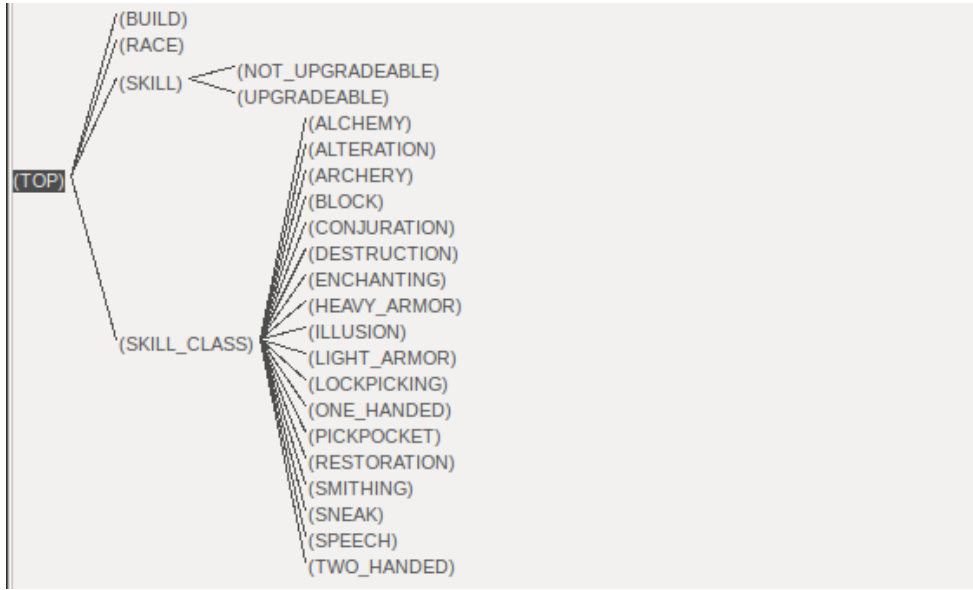 (BUILD)
(RACE)
(SKILL)
(NOT_UPGRADEABLE)
(UPGRADEABLE)
(TOP)
(SKILL_CLASS)
(ALCHEMY)
(ALTERATION)
(ARCHERY)
(BLOCK)
(CONJURATION)
(DESTRUCTION)
(ENCHANTING)
(HEAVY_ARMOR)
(ILLUSION)
(LIGHT_ARMOR)
(LOCKPICKING)
(ONE_HANDED)
(PICKPOCKET)
(RESTORATION)
(SMITHING)
(SNEAK)
(SPEECH)
(TWO_HANDED)